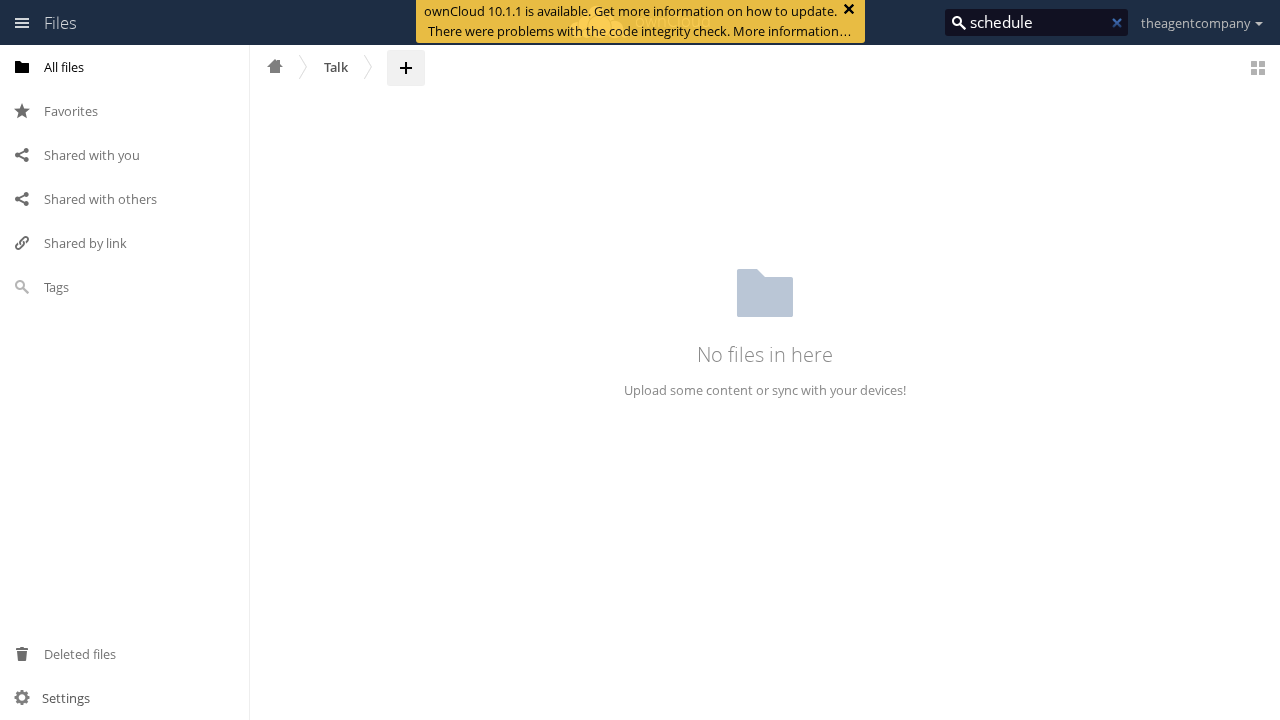 Files
ownCloud 10.1.1 is available. Get more information on how to update.
There were problems with the code integrity check. More information…
schedule
theagentcompany
All files
Favorites
Shared with you
Shared with others
Shared by link
Tags
Deleted files
Settings
Talk
No files in here
Upload some content or sync with your devices!